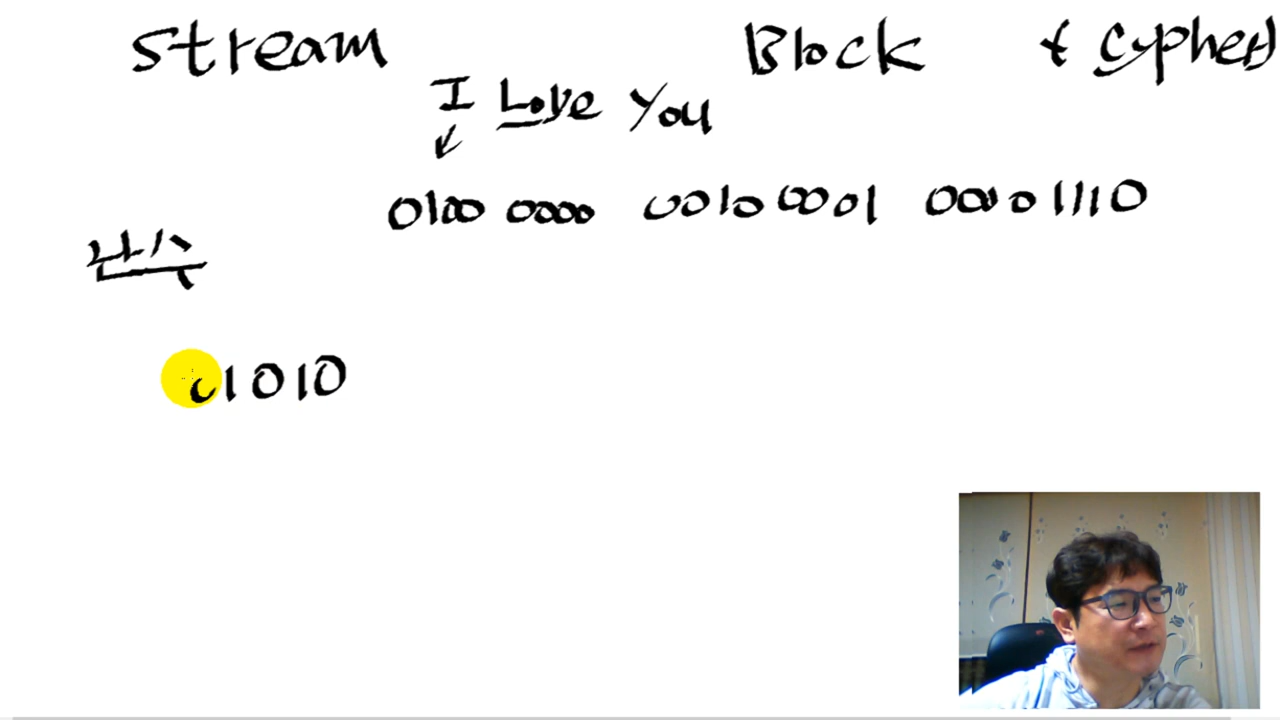 Stream Block + Cypher)
I Love You
0100 0000 0010 0001 0000 1110
난수
01010